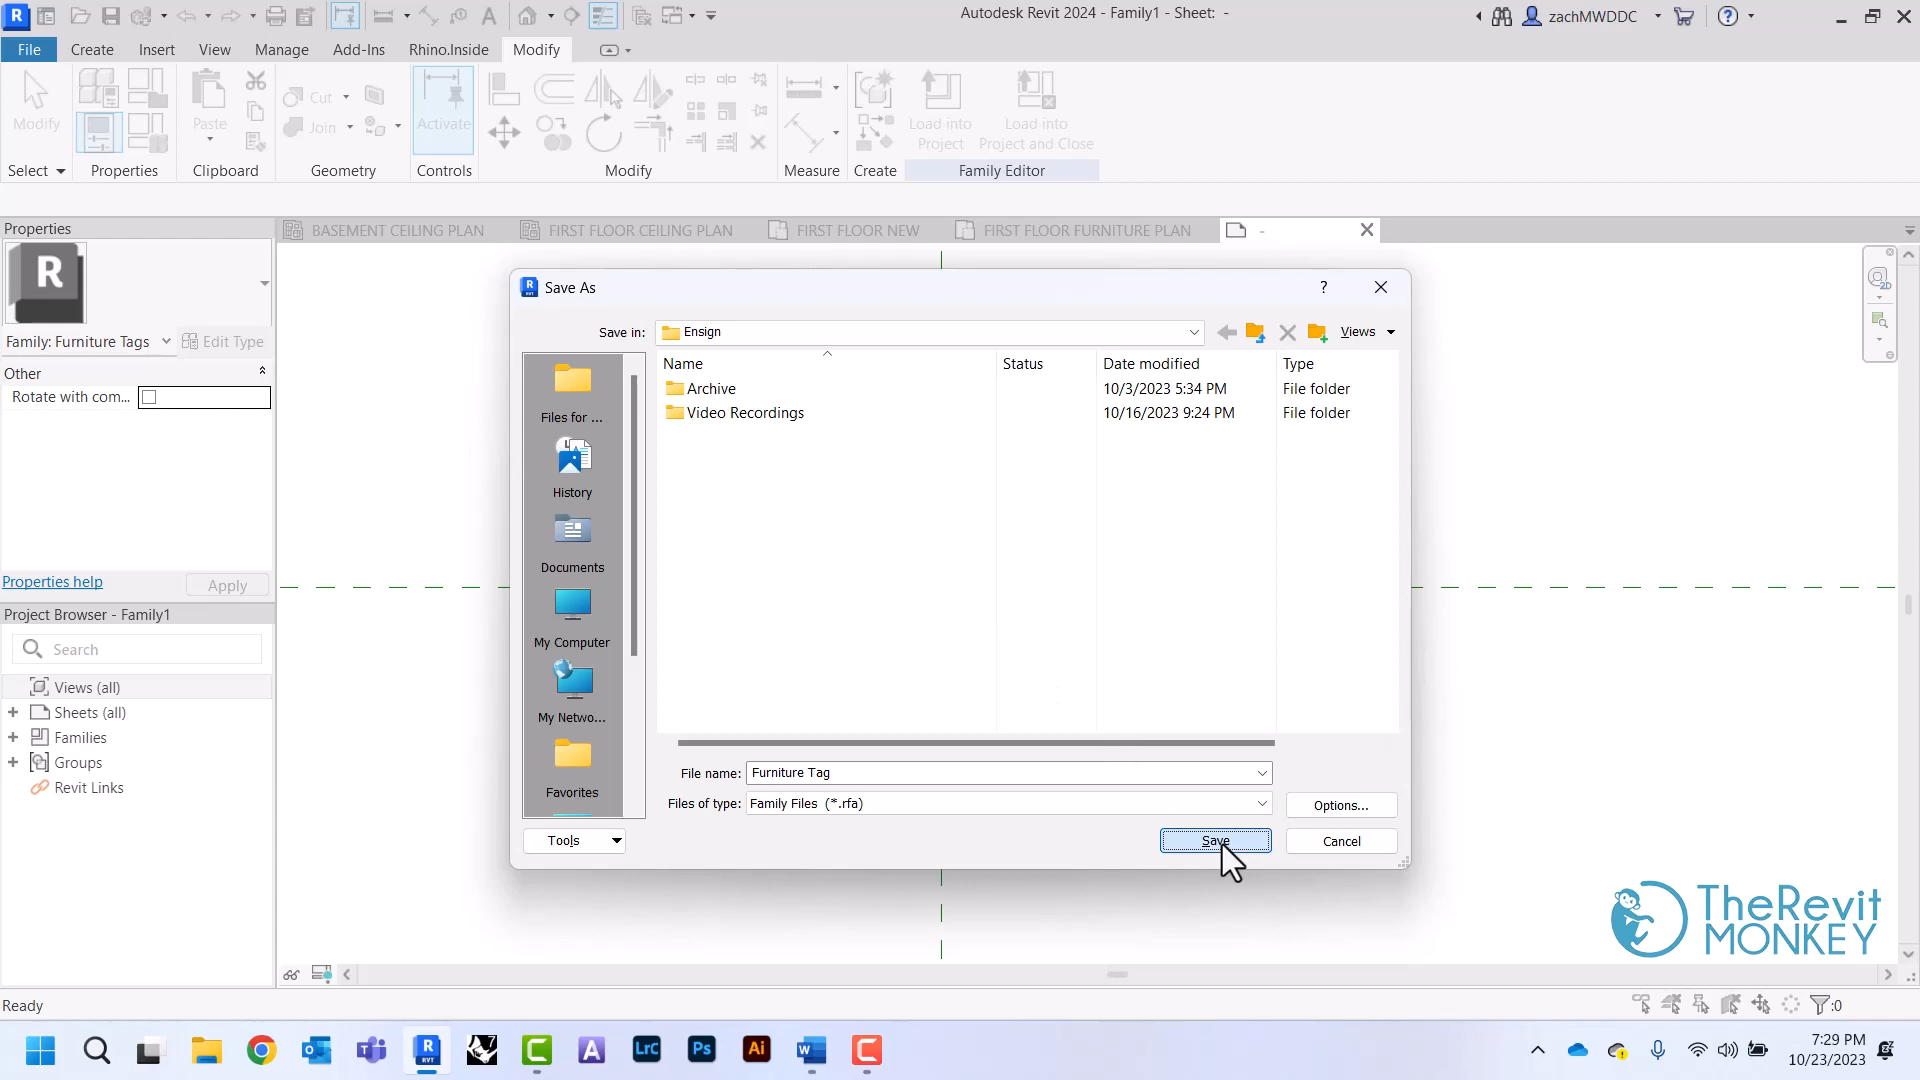 Autodesk Revit 2024 - Family1 - Sheet: -
zachMWDDC
File Create Insert View Manage Add-Ins Rhino.Inside Modify
Modify
Paste
Cut
Join
Activate
Load into Project
Load into Project and Close
Select Properties Clipboard Geometry Controls Modify Measure Create Family Editor
Properties
BASEMENT CEILING PLAN FIRST FLOOR CEILING PLAN FIRST FLOOR NEW FIRST FLOOR FURNITURE PLAN -
R
Family: Furniture Tags Edit Type
Other
Rotate with com...
Properties help Apply
Project Browser - Family1
Search
Views (all)
Sheets (all)
Families
Groups
Revit Links
Save As
Save in: Ensign Views
Name Status Date modified Type
Archive 10/3/2023 5:34 PM File folder
Video Recordings 10/16/2023 9:24 PM File folder
Files for ...
History
Documents
My Computer
My Netwo...
Favorites
File name: Furniture Tag
Files of type: Family Files (*.rfa) Options...
Tools Save Cancel
TheRevit
MONKEY
Ready
:0
LrC Ps Ai
7:29 PM
10/23/2023